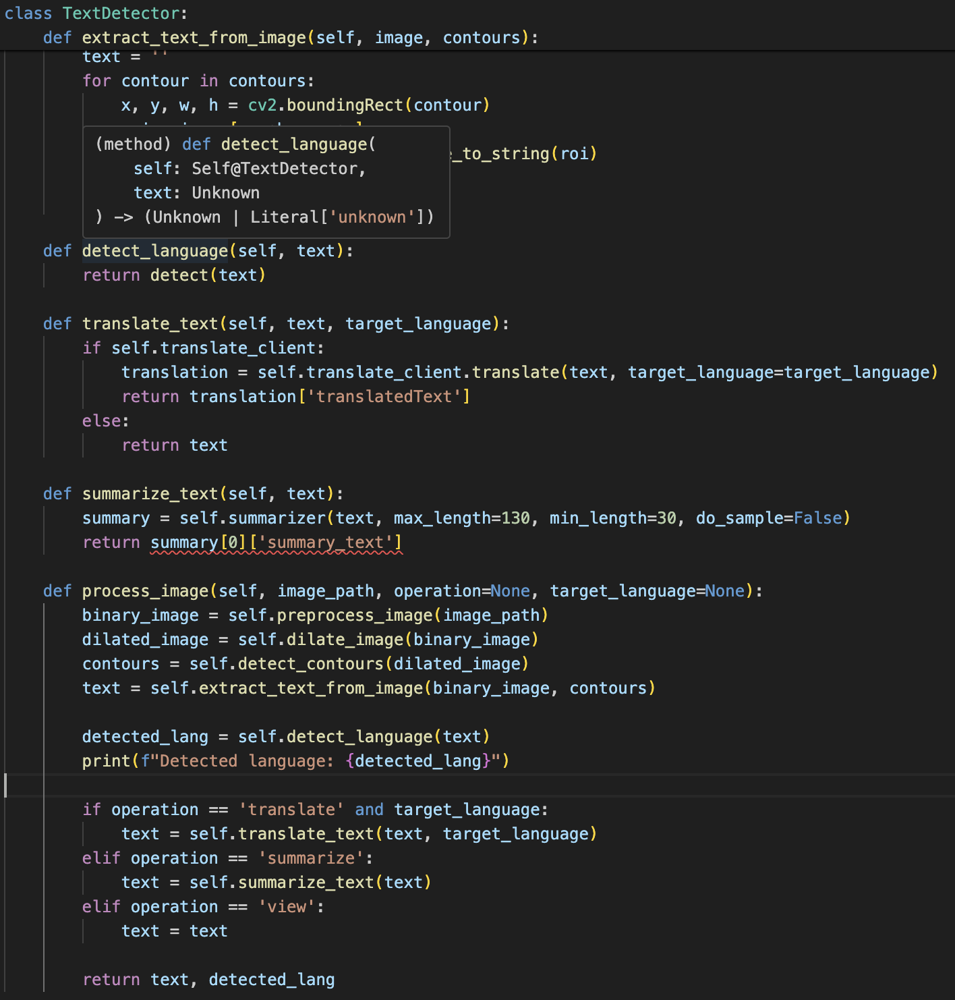 class TextDetector:
    def extract_text_from_image(self, image, contours):
        text = ''
        for contour in contours:
            x, y, w, h = cv2.boundingRect(contour)
(method) def detect_language(
    self: Self@TextDetector,
_to_string(roi)
    text: Unknown
) -> (Unknown | Literal['unknown'])
    def detect_language(self, text):
        return detect(text)
    def translate_text(self, text, target_language):
        if self.translate_client:
            translation = self.translate_client.translate(text, target_language=target_language)
            return translation['translatedText']
        else:
            return text
    def summarize_text(self, text):
        summary = self.summarizer(text, max_length=130, min_length=30, do_sample=False)
        return summary[0]['summary_text']
    def process_image(self, image_path, operation=None, target_language=None):
        binary_image = self.preprocess_image(image_path)
        dilated_image = self.dilate_image(binary_image)
        contours = self.detect_contours(dilated_image)
        text = self.extract_text_from_image(binary_image, contours)
        detected_lang = self.detect_language(text)
        print(f"Detected language: {detected_lang}")
        if operation == 'translate' and target_language:
            text = self.translate_text(text, target_language)
        elif operation == 'summarize':
            text = self.summarize_text(text)
        elif operation == 'view':
            text = text
        return text, detected_lang